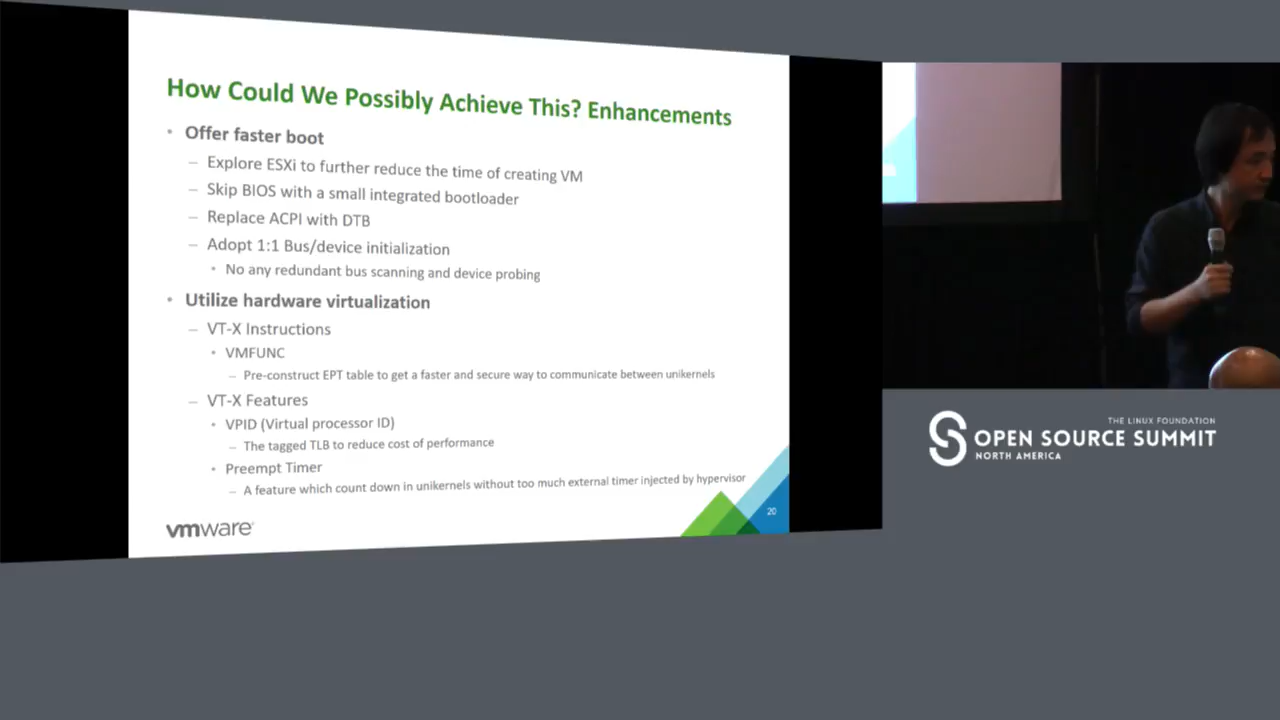 How Could We Possibly Achieve This? Enhancements
• Offer faster boot
– Explore ESXi to further reduce the time of creating VM
– Skip BIOS with a small integrated bootloader
– Replace ACPI with DTB
– Adopt 1:1 Bus/device initialization
• No any redundant bus scanning and device probing
• Utilize hardware virtualization
– VT-X Instructions
• VMFUNC
– Pre-construct EPT table to get a faster and secure way to communicate between unikernels
– VT-X Features
• VPID (Virtual processor ID)
– The tagged TLB to reduce cost of performance
• Preempt Timer
– A feature which count down in unikernels without too much external timer injected by hypervisor
20
vmware
THE LINUX FOUNDATION
OPEN SOURCE SUMMIT
NORTH AMERICA